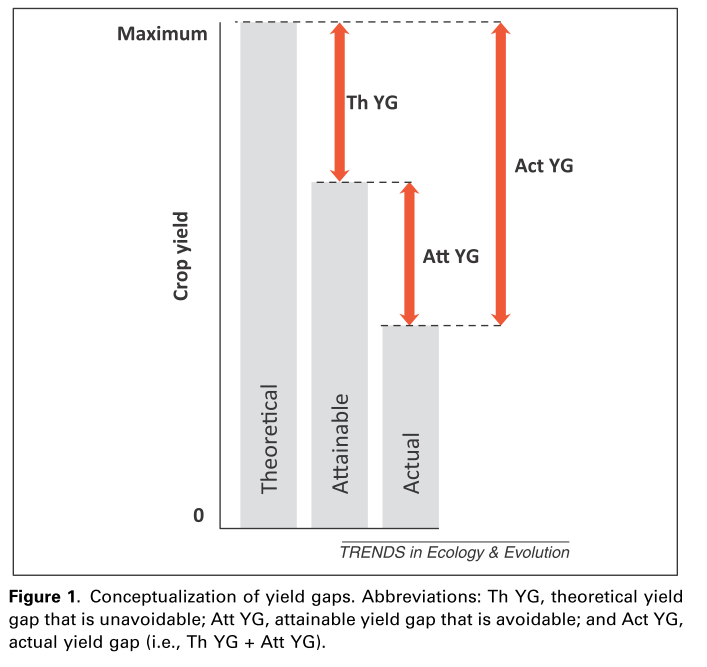 Maximum
Th YG
Act YG
Att YG
Crop yield
Theoretical
Attainable
Actual
0
TRENDS in Ecology & Evolution
Figure 1. Conceptualization of yield gaps. Abbreviations: Th YG, theoretical yield
gap that is unavoidable; Att YG, attainable yield gap that is avoidable; and Act YG,
actual yield gap (i.e., Th YG + Att YG).